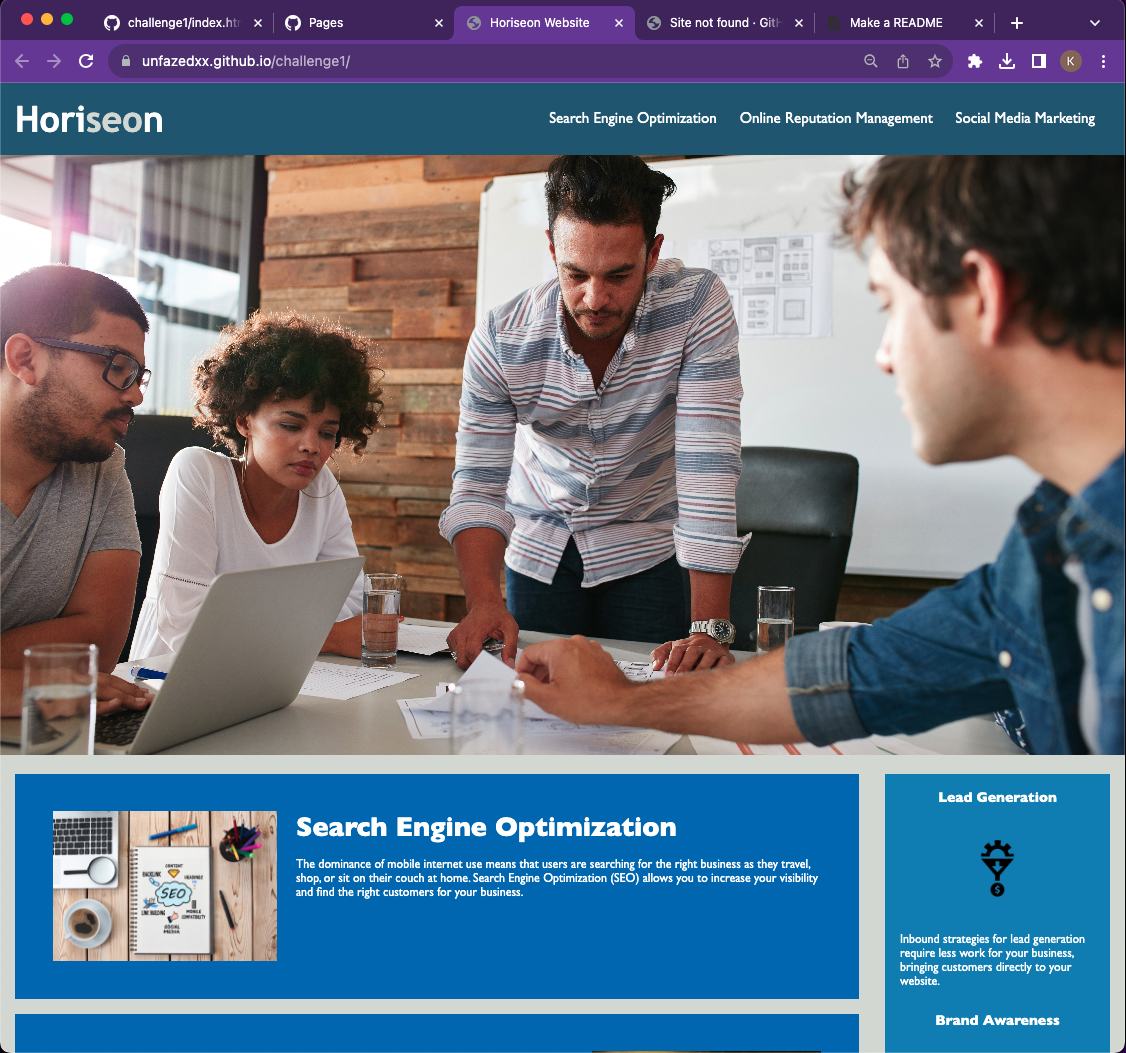 challenge1/index.htm
Pages
Horiseon Website
Site not found · GitH
Make a README
unfazedxx.github.io/challenge1/
K
Horiseon
Search Engine Optimization
Online Reputation Management
Social Media Marketing
Search Engine Optimization
The dominance of mobile internet use means that users are searching for the right business as they travel,
shop, or sit on their couch at home. Search Engine Optimization (SEO) allows you to increase your visibility
and find the right customers for your business.
CONTENT
BACKLINK
KEYWORDS
SEO
LINK BUILDING
MOBILE
COMPATIBILITY
SOCIAL
MEDIA
Lead Generation
$
Inbound strategies for lead generation
require less work for your business,
bringing customers directly to your
website.
Brand Awareness